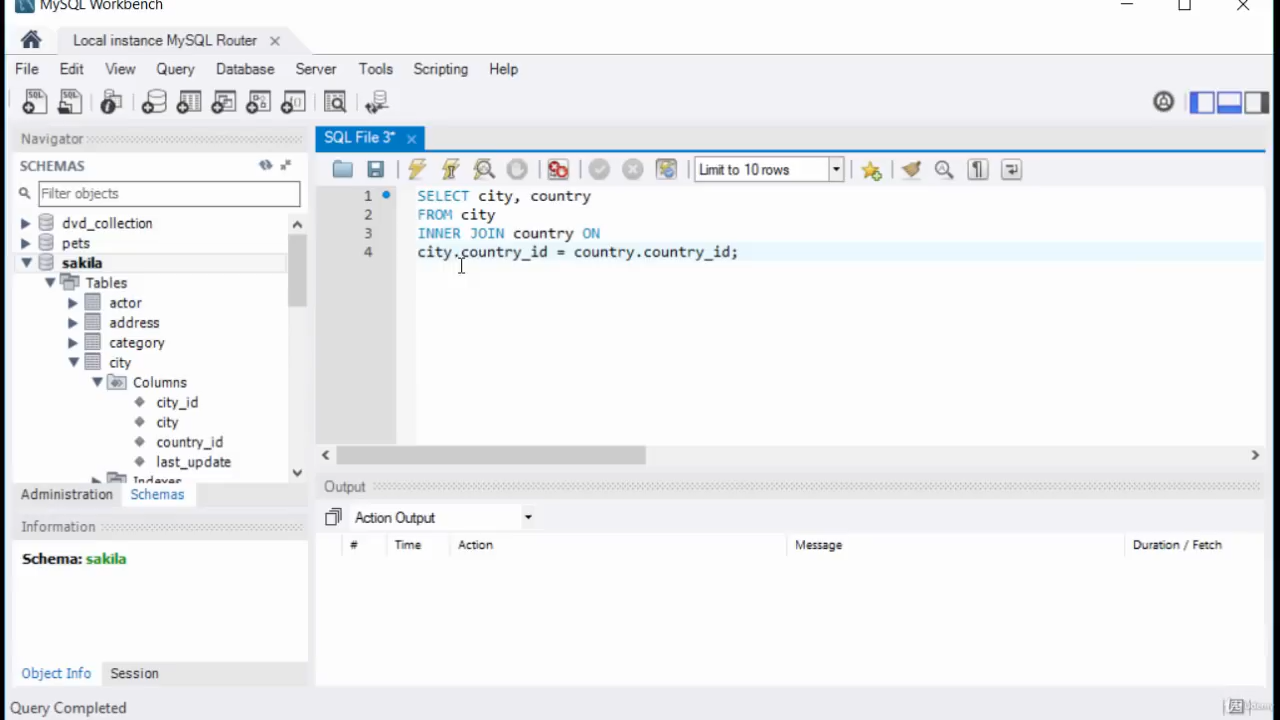 MySQL Workbench
Local instance MySQL Router
File Edit View Query Database Server Tools Scripting Help
Navigator
SCHEMAS
Filter objects
dvd_collection
pets
sakila
Tables
actor
address
category
city
Columns
city_id
city
country_id
last_update
Indexes
Administration Schemas
Information
Schema: sakila
Object Info Session
Query Completed
SQL File 3*
Limit to 10 rows
1 SELECT city, country
2 FROM city
3 INNER JOIN country ON
4 city.country_id = country.country_id;
Output
Action Output
# Time Action Message Duration / Fetch